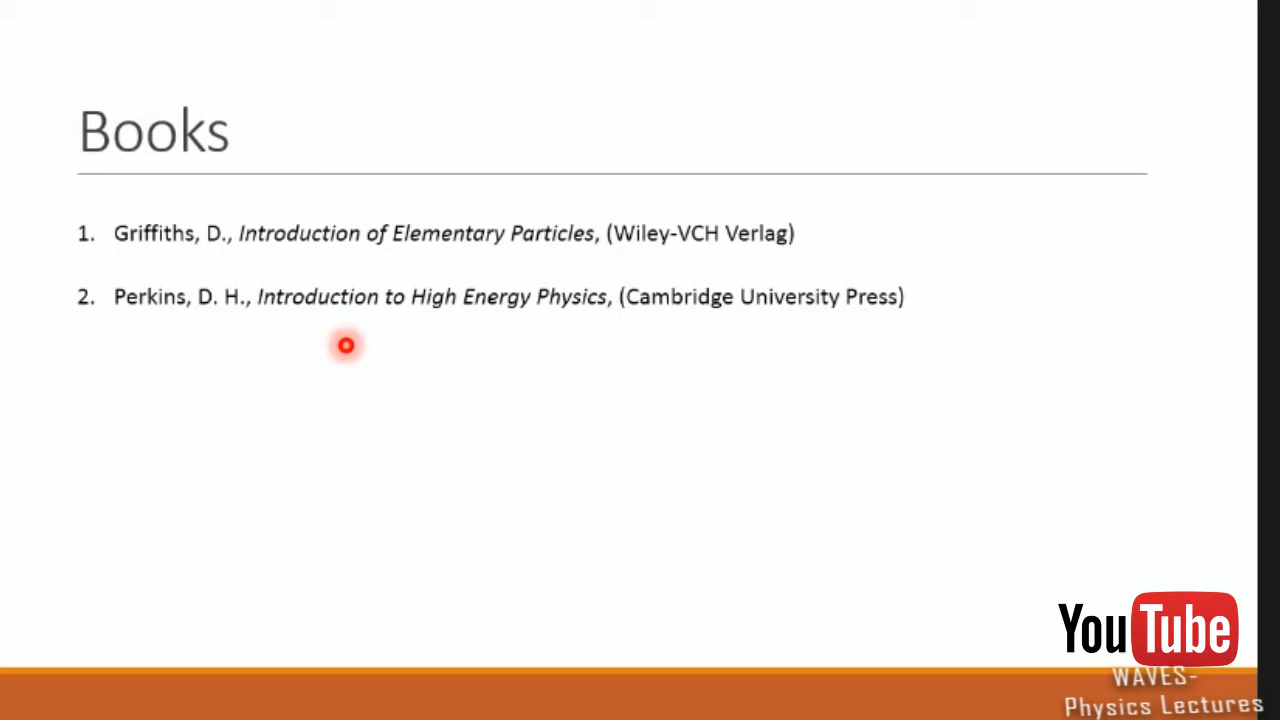 Books
1. Griffiths, D., Introduction of Elementary Particles, (Wiley-VCH Verlag)
2. Perkins, D. H., Introduction to High Energy Physics, (Cambridge University Press)
YouTube
WAVES-
Physics Lectures